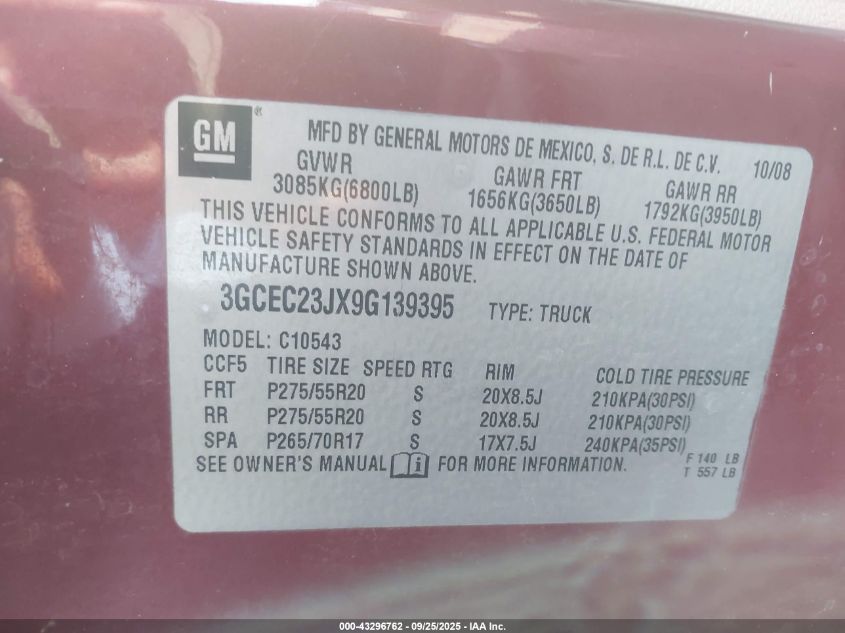 GM ®
MFD BY GENERAL MOTORS DE MEXICO, S. DE R.L. DE C.V. 10/08
GVWR GAWR FRT GAWR RR
3085KG(6800LB) 1656KG(3650LB) 1792KG(3950LB)
THIS VEHICLE CONFORMS TO ALL APPLICABLE U.S. FEDERAL MOTOR
VEHICLE SAFETY STANDARDS IN EFFECT ON THE DATE OF
MANUFACTURE SHOWN ABOVE.
3GCEC23JX9G139395 TYPE: TRUCK
MODEL: C10543
CCF5 TIRE SIZE SPEED RTG RIM COLD TIRE PRESSURE
FRT P275/55R20 S 20X8.5J 210KPA(30PSI)
RR P275/55R20 S 20X8.5J 210KPA(30PSI)
SPA P265/70R17 S 17X7.5J 240KPA(35PSI)
SEE OWNER'S MANUAL i FOR MORE INFORMATION.
F 140 LB
T 557 LB
000-43296762 - 09/25/2025 - IAA Inc.